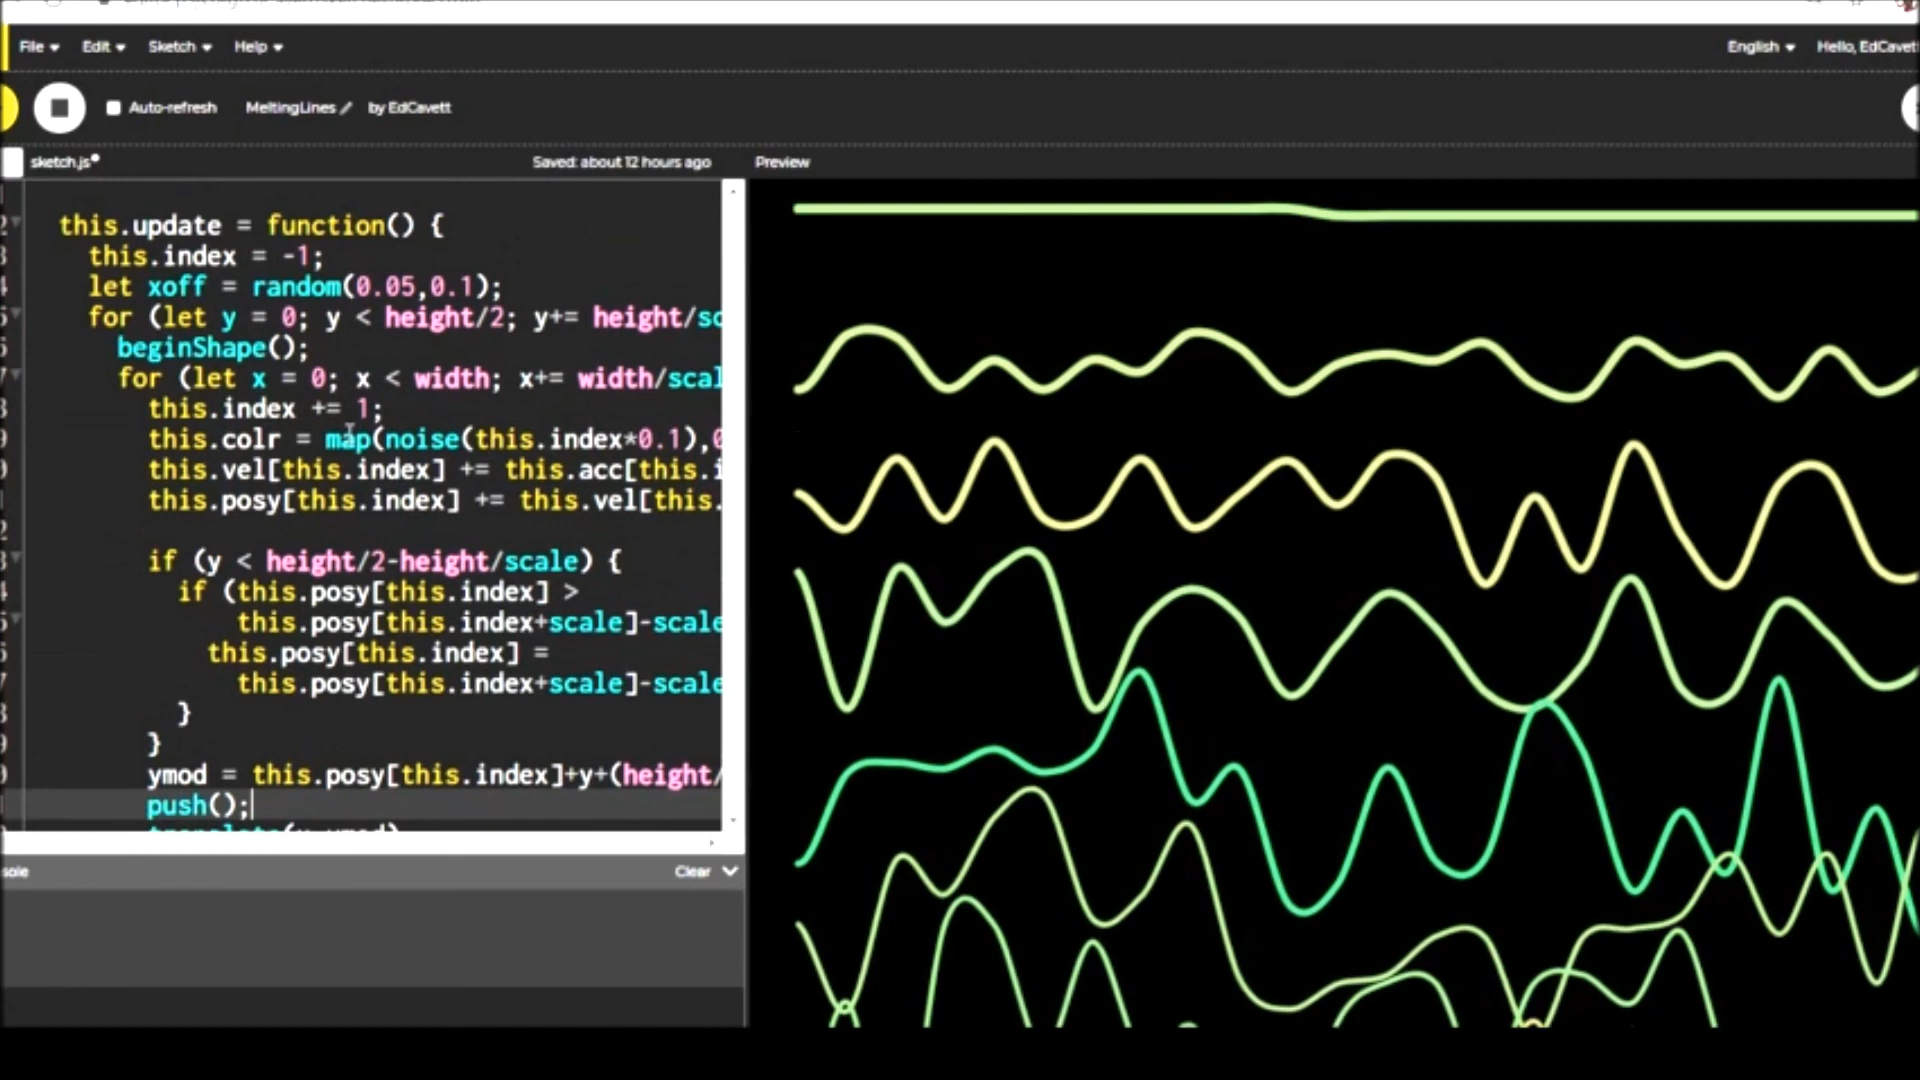 File Edit Sketch Help English Hello, EdCavett
Auto-refresh MeltingLines by EdCavett
sketch.js Saved: about 12 hours ago Preview
this.update = function() {
this.index = -1;
let xoff = random(0.05,0.1);
for (let y = 0; y < height/2; y+= height/sc
beginShape();
for (let x = 0; x < width; x+= width/scal
this.index += 1;
this.colr = map(noise(this.index*0.1),0
this.vel[this.index] += this.acc[this.i
this.posy[this.index] += this.vel[this.
if (y < height/2-height/scale) {
if (this.posy[this.index] >
this.posy[this.index+scale]-scale
this.posy[this.index] =
this.posy[this.index+scale]-scale
}
}
ymod = this.posy[this.index]+y+(height/
push();
sole Clear